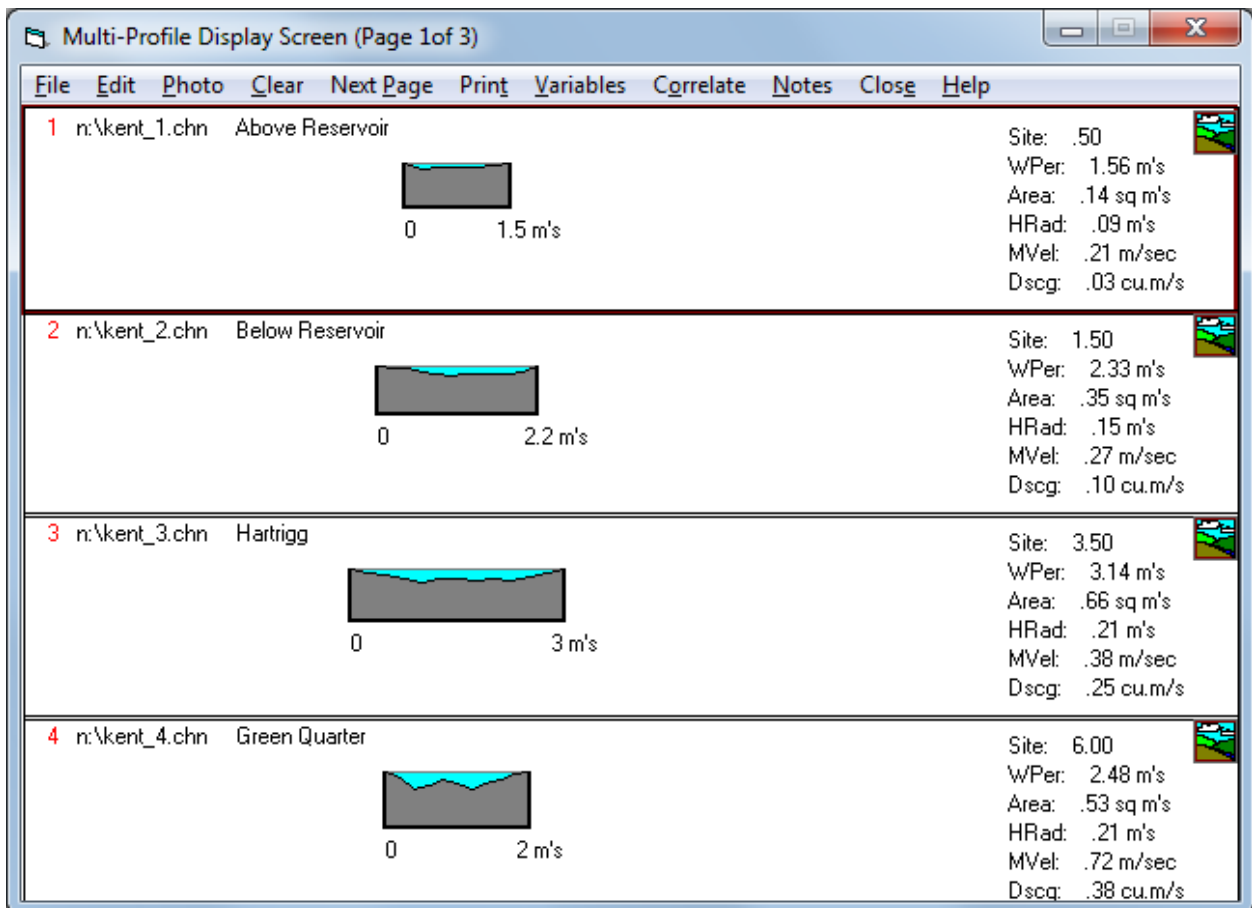 Multi-Profile Display Screen (Page 1of 3)
File Edit Photo Clear Next Page Print Variables Correlate Notes Close Help
1 n:\kent_1.chn Above Reservoir
0 1.5 m's
Site: .50
WPer: 1.56 m's
Area: .14 sq m's
HRad: .09 m's
MVel: .21 m/sec
Dscg: .03 cu.m/s
2 n:\kent_2.chn Below Reservoir
0 2.2 m's
Site: 1.50
WPer: 2.33 m's
Area: .35 sq m's
HRad: .15 m's
MVel: .27 m/sec
Dscg: .10 cu.m/s
3 n:\kent_3.chn Hartrigg
0 3 m's
Site: 3.50
WPer: 3.14 m's
Area: .66 sq m's
HRad: .21 m's
MVel: .38 m/sec
Dscg: .25 cu.m/s
4 n:\kent_4.chn Green Quarter
0 2 m's
Site: 6.00
WPer: 2.48 m's
Area: .53 sq m's
HRad: .21 m's
MVel: .72 m/sec
Dscg: .38 cu.m/s